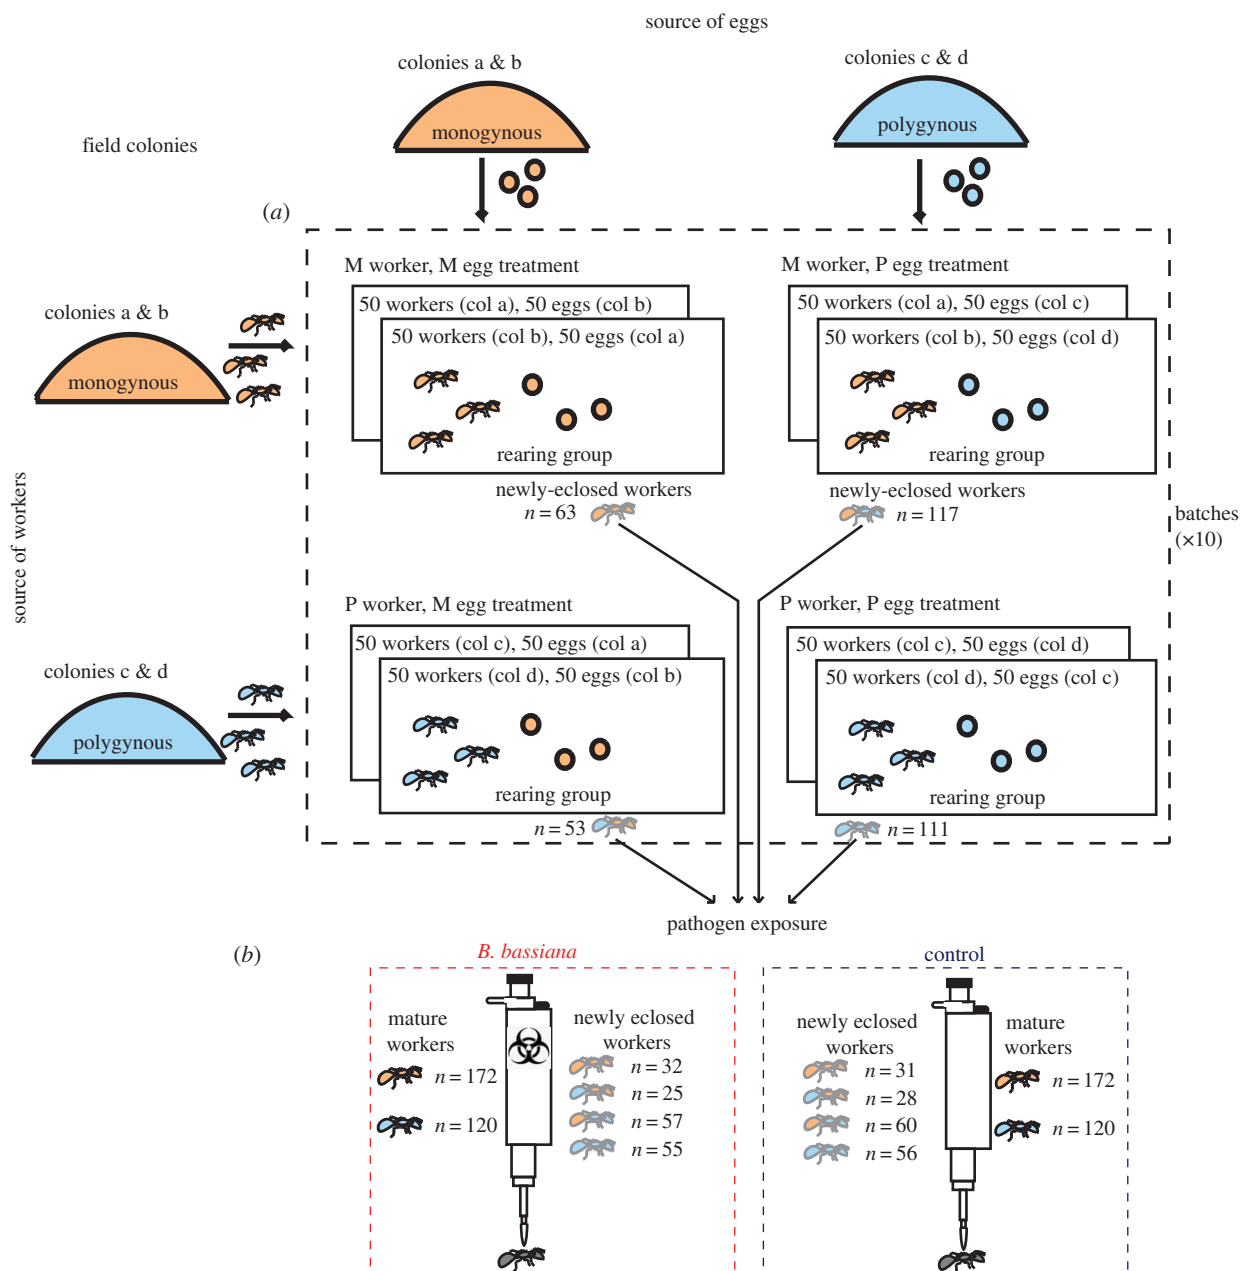 source of eggs
colonies a & b
colonies c & d
monogynous
polygynous
field colonies
(a)
M worker, M egg treatment
M worker, P egg treatment
50 workers (col a), 50 eggs (col b)
50 workers (col a), 50 eggs (col c)
50 workers (col b), 50 eggs (col a)
50 workers (col b), 50 eggs (col d)
colonies a & b
monogynous
rearing group
rearing group
newly-eclosed workers
n = 63
newly-eclosed workers
n = 117
batches
(×10)
source of workers
P worker, M egg treatment
P worker, P egg treatment
50 workers (col c), 50 eggs (col a)
50 workers (col c), 50 eggs (col d)
50 workers (col d), 50 eggs (col b)
50 workers (col d), 50 eggs (col c)
colonies c & d
polygynous
rearing group
rearing group
n = 53
n = 111
pathogen exposure
(b)
B. bassiana
control
mature
workers
n = 172
n = 120
newly eclosed
workers
n = 32
n = 25
n = 57
n = 55
newly eclosed
workers
n = 31
n = 28
n = 60
n = 56
mature
workers
n = 172
n = 120